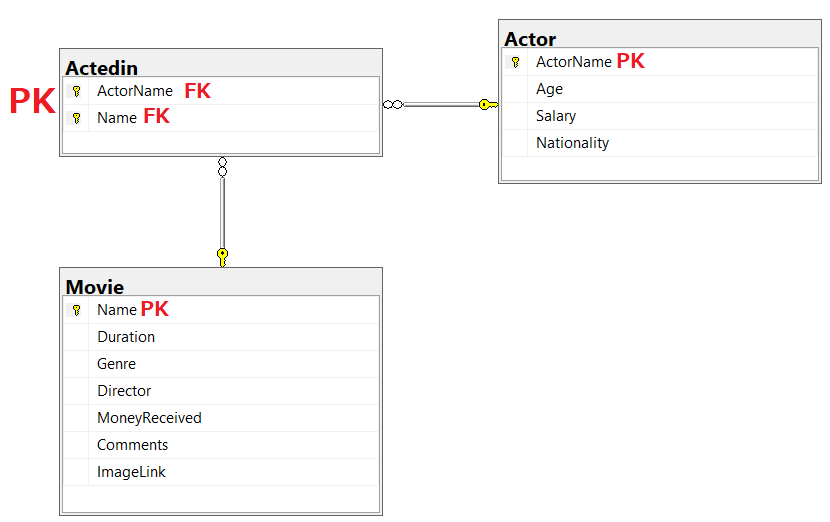 Actedin
PK
ActorName FK
Name FK
Actor
ActorName PK
Age
Salary
Nationality
Movie
Name PK
Duration
Genre
Director
MoneyReceived
Comments
ImageLink